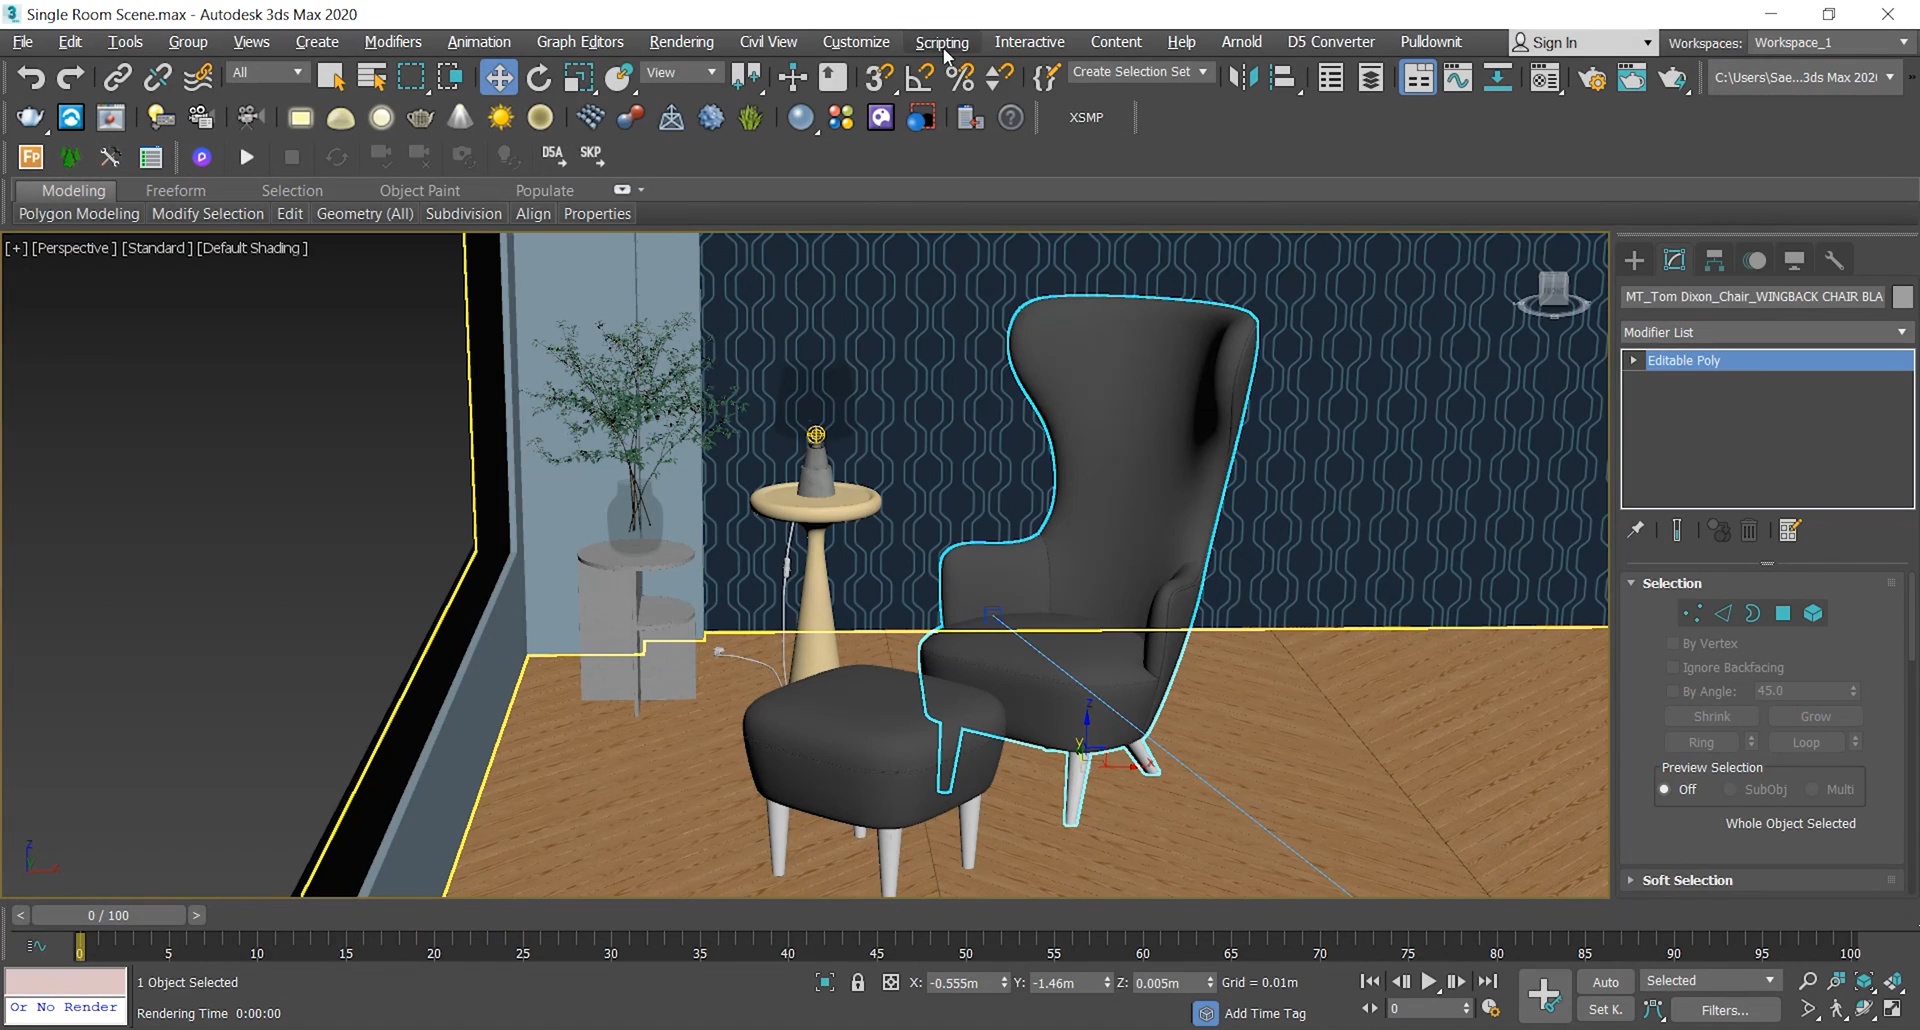 Single Room Scene.max - Autodesk 3ds Max 2020
File Edit Tools Group Views Create Modifiers Animation Graph Editors Rendering Civil View Customize Scripting Interactive Content Help Arnold D5 Converter Pulldownit Sign In Workspaces: Workspace_1
All View Create Selection Set C:\Users\Sae...3ds Max 202
XSMP
Fp D5A SKP
Modeling Freeform Selection Object Paint Populate
Polygon Modeling Modify Selection Edit Geometry (All) Subdivision Align Properties
[+] [Perspective ] [Standard ] [Default Shading ]
FRONT
MT_Tom Dixon_Chair_WINGBACK CHAIR BLA
Modifier List
Editable Poly
Selection
By Vertex
Ignore Backfacing
By Angle: 45.0
Shrink Grow
Ring Loop
Preview Selection
Off SubObj Multi
Whole Object Selected
Soft Selection
z
y
x
z
x
< 0 / 100 >
0 5 10 15 20 25 30 35 40 45 50 55 60 65 70 75 80 85 90 95 100
1 Object Selected X: -0.555m Y: -1.46m Z: 0.005m Grid = 0.01m Auto Selected
Or No Render Rendering Time 0:00:00 Add Time Tag 0 Set K. Filters...